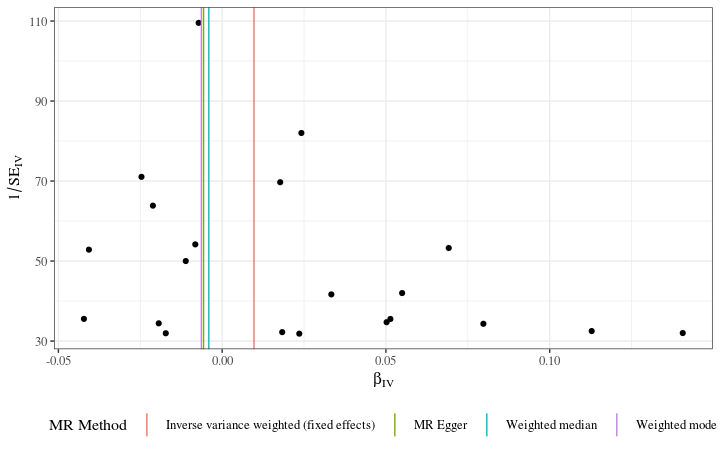 110
90
70
50
30
1/SE_IV
-0.05 0.00 0.05 0.10
β_IV
MR Method Inverse variance weighted (fixed effects) MR Egger Weighted median Weighted mode